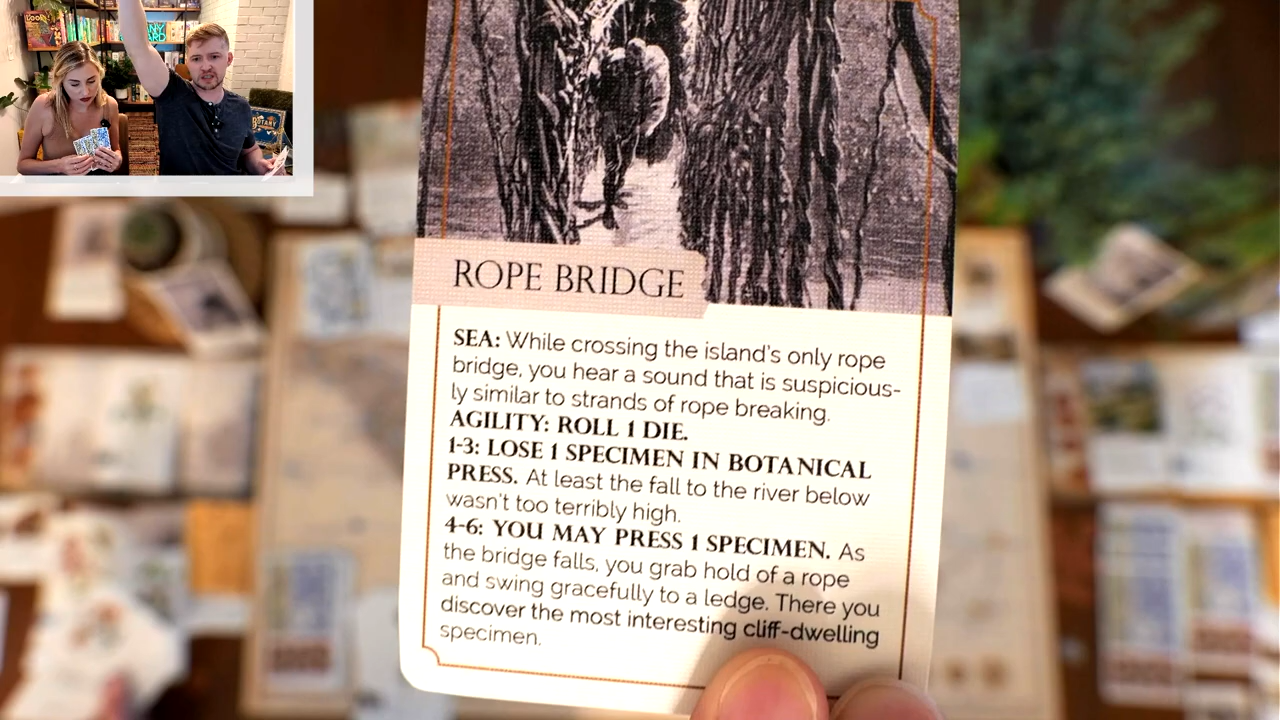 BOTANY
ROPE BRIDGE
SEA: While crossing the island's only rope
bridge, you hear a sound that is suspicious-
ly similar to strands of rope breaking.
AGILITY: ROLL 1 DIE.
1-3: LOSE 1 SPECIMEN IN BOTANICAL
PRESS. At least the fall to the river below
wasn't too terribly high.
4-6: YOU MAY PRESS 1 SPECIMEN. As
the bridge falls, you grab hold of a rope
and swing gracefully to a ledge. There you
discover the most interesting cliff-dwelling
specimen.